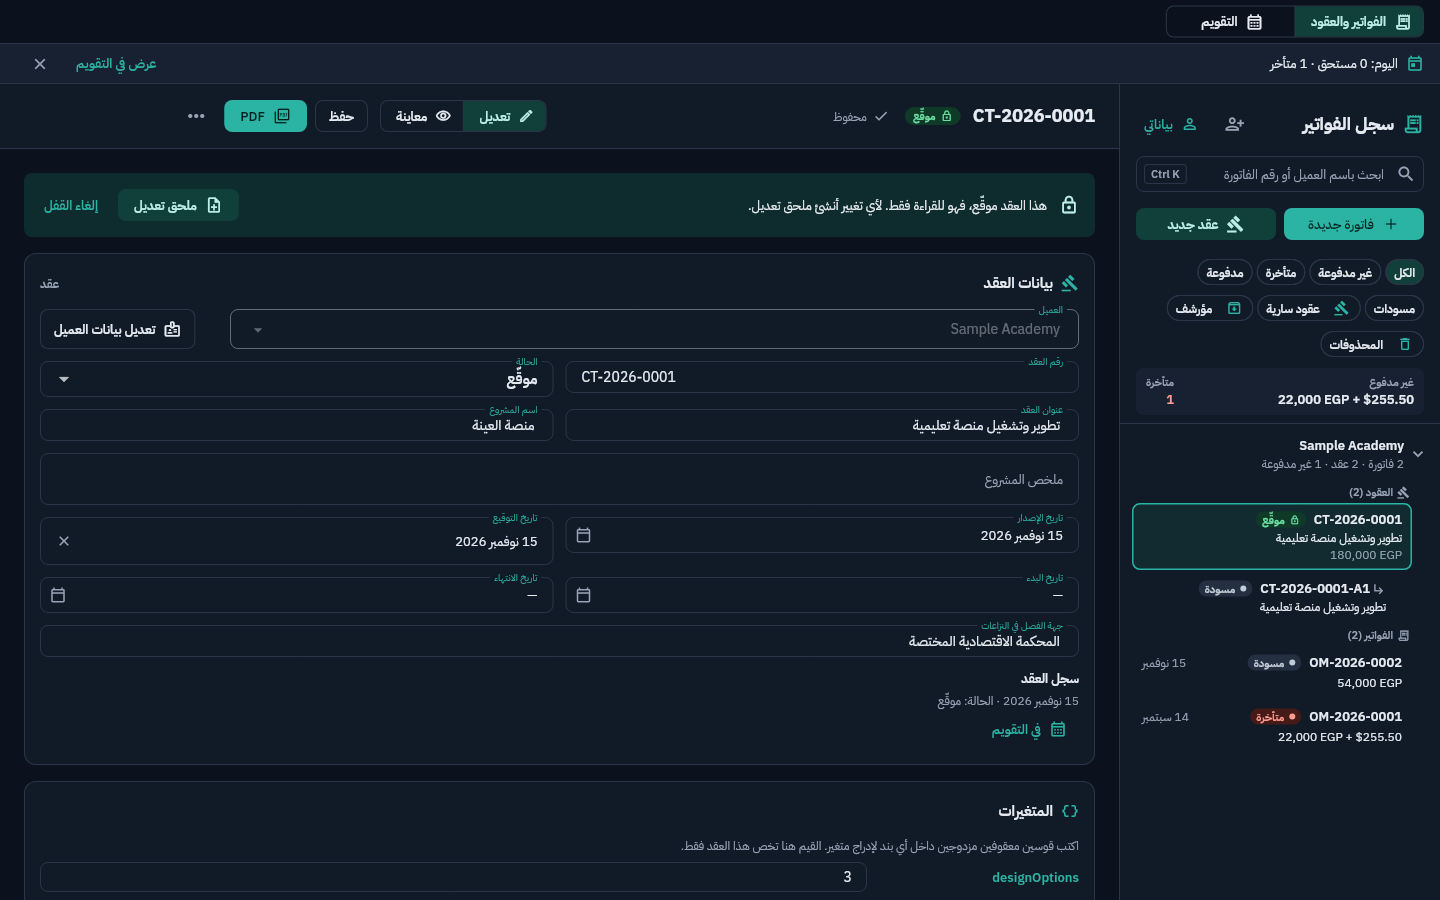 الفواتير والعقود
التقويم
اليوم: 0 مستحق · 1 متأخر
عرض في التقويم
سجل الفواتير
بياناتي
ابحث باسم العميل أو رقم الفاتورة
Ctrl K
فاتورة جديدة
عقد جديد
الكل
غير مدفوعة
متأخرة
مدفوعة
مسودات
عقود سارية
مؤرشف
المحذوفات
غير مدفوع
متأخرة
22,000 EGP + $255.50
1
Sample Academy
2 فاتورة · 2 عقد · 1 غير مدفوعة
العقود (2)
CT-2026-0001
موقّع
تطوير وتشغيل منصة تعليمية
180,000 EGP
CT-2026-0001-A1
مسودة
تطوير وتشغيل منصة تعليمية
الفواتير (2)
OM-2026-0002
مسودة
15 نوفمبر
54,000 EGP
OM-2026-0001
متأخرة
14 سبتمبر
22,000 EGP + $255.50
CT-2026-0001
موقّع
محفوظ
تعديل
معاينة
حفظ
PDF
هذا العقد موقّع، فهو للقراءة فقط. لأي تغيير أنشئ ملحق تعديل.
ملحق تعديل
إلغاء القفل
بيانات العقد
عقد
العميل
Sample Academy
تعديل بيانات العميل
رقم العقد
CT-2026-0001
الحالة
موقّع
عنوان العقد
تطوير وتشغيل منصة تعليمية
اسم المشروع
منصة العينة
ملخص المشروع
تاريخ الإصدار
15 نوفمبر 2026
تاريخ التوقيع
15 نوفمبر 2026
تاريخ البدء
—
تاريخ الانتهاء
—
جهة الفصل في النزاعات
المحكمة الاقتصادية المختصة
سجل العقد
15 نوفمبر 2026 · الحالة: موقّع
في التقويم
المتغيرات
اكتب قوسين معقوفين مزدوجين داخل أي بند لإدراج متغير. القيم هنا تخص هذا العقد فقط.
designOptions
3